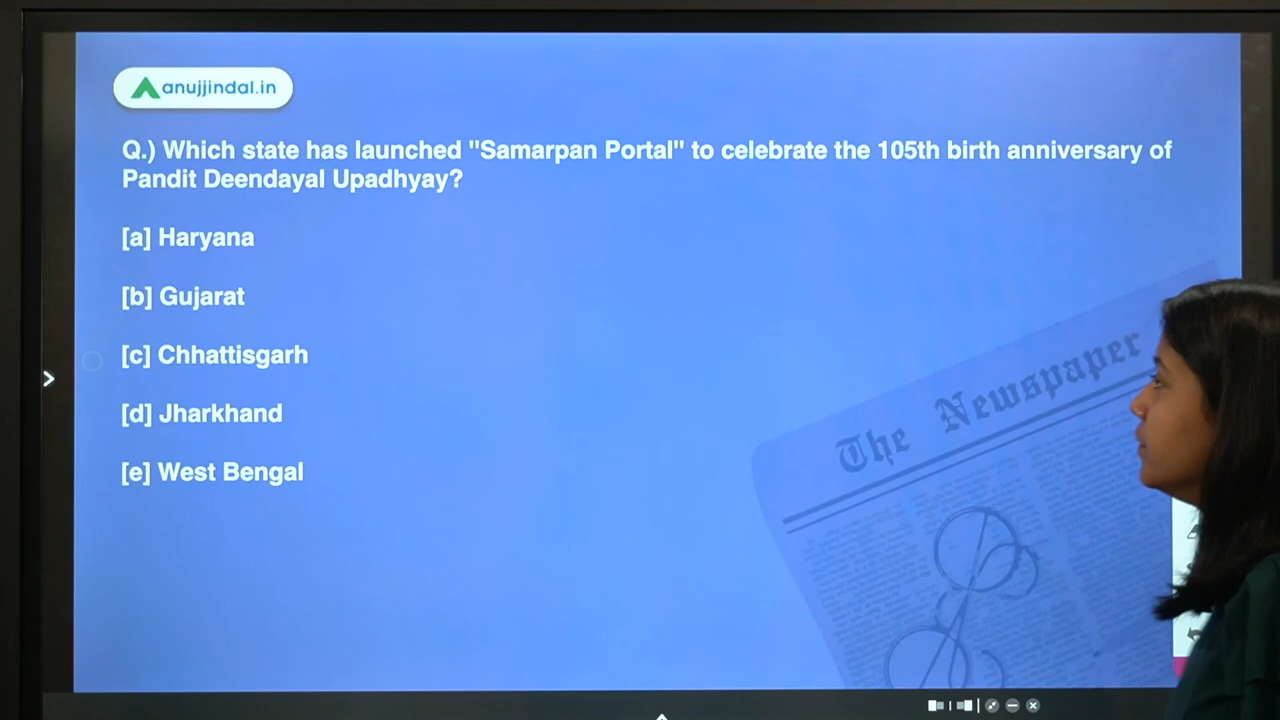 anujjindal.in
Q.) Which state has launched "Samarpan Portal" to celebrate the 105th birth anniversary of
Pandit Deendayal Upadhyay?
[a] Haryana
[b] Gujarat
[c] Chhattisgarh
[d] Jharkhand
[e] West Bengal
The Newspaper